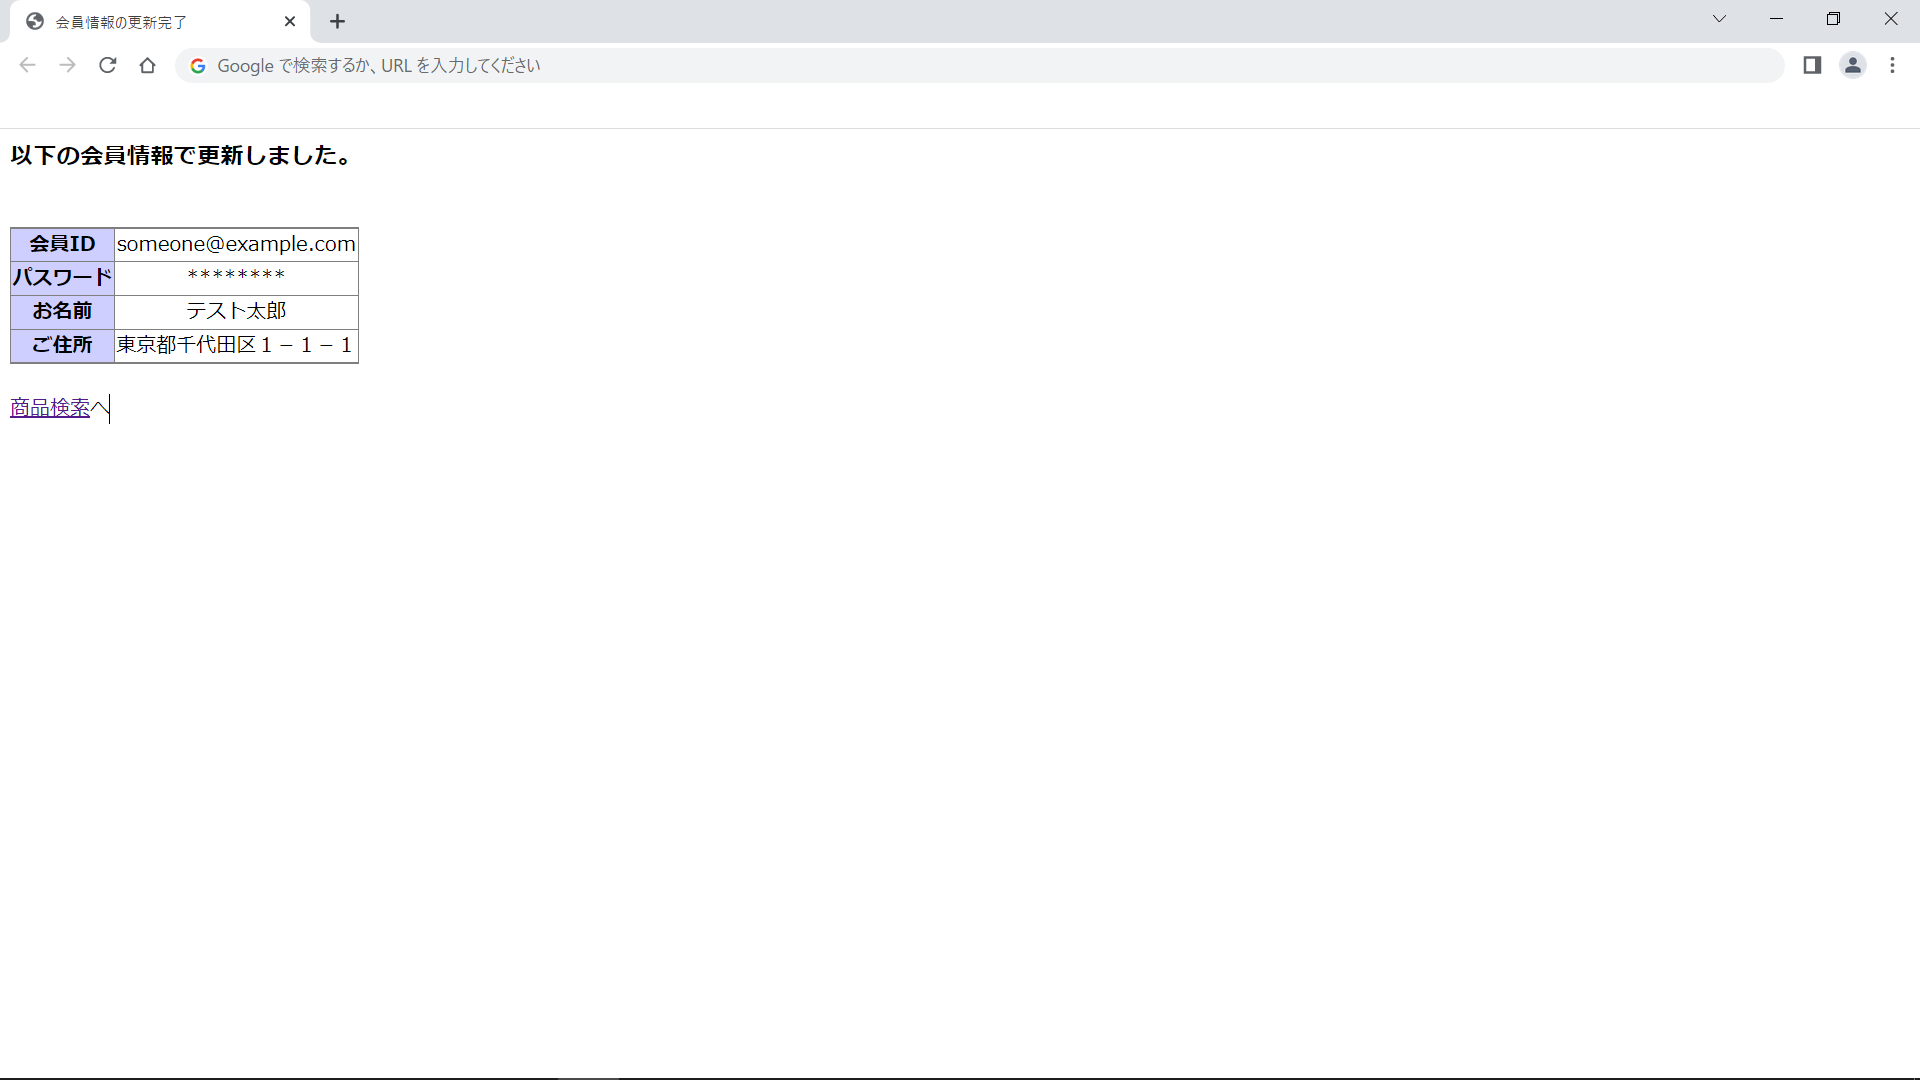 会員情報の更新完了
Google で検索するか、URL を入力してください
以下の会員情報で更新しました。
会員ID someone@example.com
パスワード ********
お名前 テスト太郎
ご住所 東京都千代田区１－１－１
商品検索へ